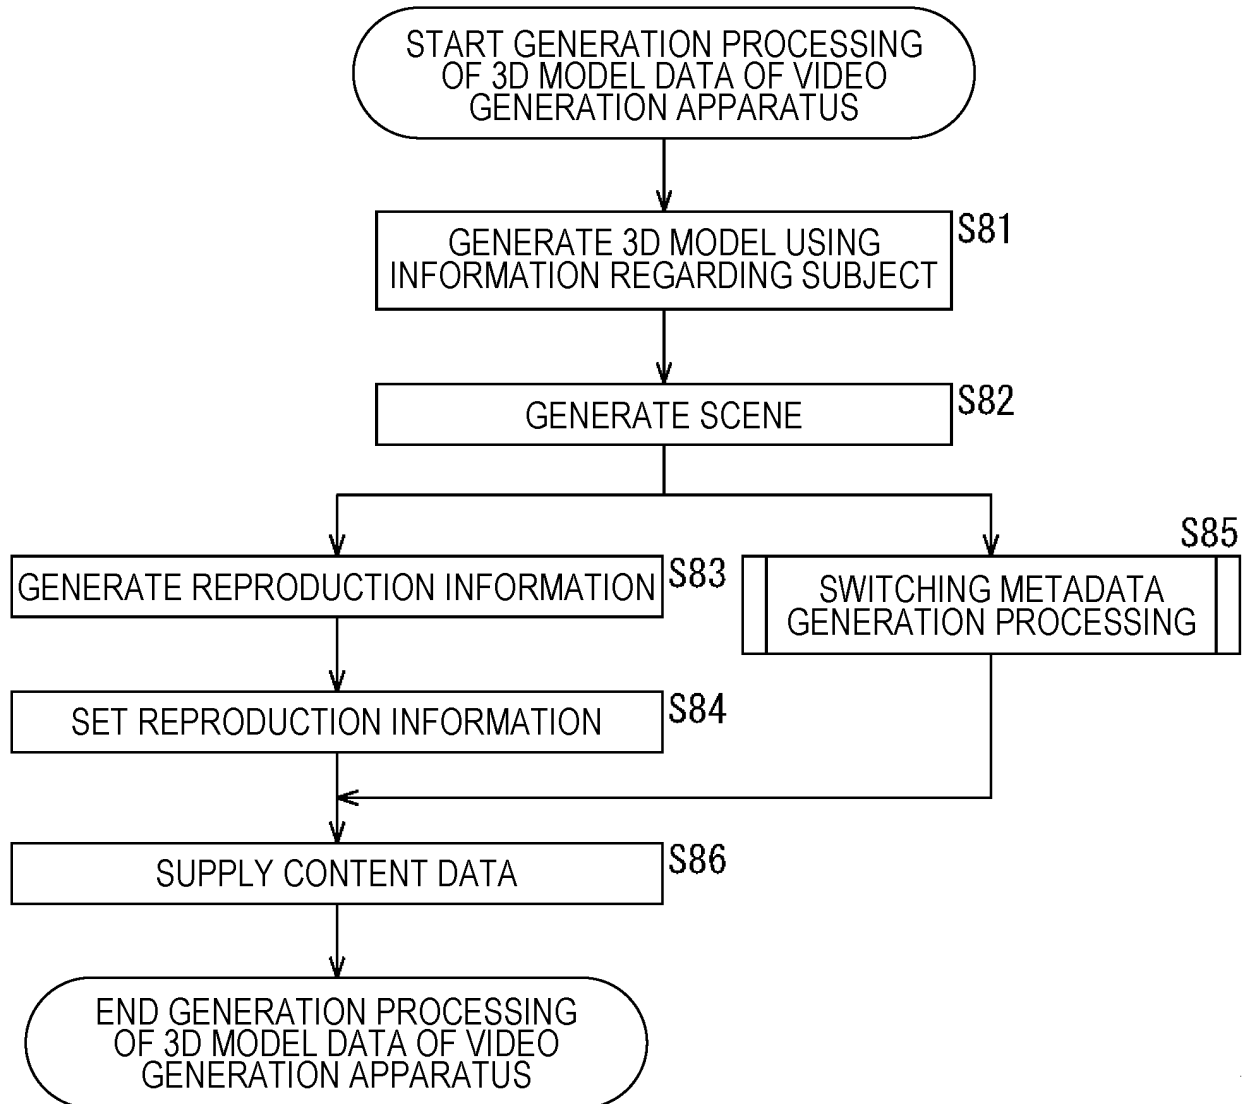 START GENERATION PROCESSING
OF 3D MODEL DATA OF VIDEO
GENERATION APPARATUS
S81
GENERATE 3D MODEL USING
INFORMATION REGARDING SUBJECT
S82
GENERATE SCENE
S83
GENERATE REPRODUCTION INFORMATION
S85
SWITCHING METADATA
GENERATION PROCESSING
S84
SET REPRODUCTION INFORMATION
S86
SUPPLY CONTENT DATA
END GENERATION PROCESSING
OF 3D MODEL DATA OF VIDEO
GENERATION APPARATUS